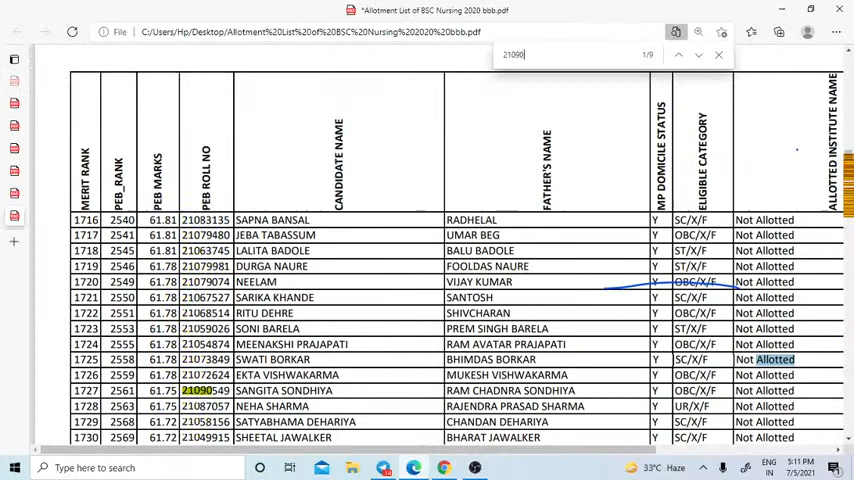 *Allotment List of BSC Nursing 2020 bbb.pdf
File C:/Users/Hp/Desktop/Allotment%20List%20of%20BSC%20Nursing%202020%20bbb.pdf
21090 1/9
MERIT RANK PEB_RANK PEB MARKS PEB ROLL NO CANDIDATE NAME FATHER'S NAME MP DOMICILE STATUS ELIGIBLE CATEGORY ALLOTTED INSTITUTE NAME
1716 2540 61.81 21083135 SAPNA BANSAL RADHELAL Y SC/X/F Not Allotted
1717 2541 61.81 21079480 JEBA TABASSUM UMAR BEG Y OBC/X/F Not Allotted
1718 2545 61.81 21063745 LALITA BADOLE BALU BADOLE Y ST/X/F Not Allotted
1719 2546 61.78 21079981 DURGA NAURE FOOLDAS NAURE Y ST/X/F Not Allotted
1720 2549 61.78 21079074 NEELAM VIJAY KUMAR Y OBC/X/F Not Allotted
1721 2550 61.78 21067527 SARIKA KHANDE SANTOSH Y SC/X/F Not Allotted
1722 2551 61.78 21068514 RITU DEHRE SHIVCHARAN Y OBC/X/F Not Allotted
1723 2553 61.78 21059026 SONI BARELA PREM SINGH BARELA Y ST/X/F Not Allotted
1724 2555 61.78 21054874 MEENAKSHI PRAJAPATI RAM AVATAR PRAJAPATI Y OBC/X/F Not Allotted
1725 2558 61.78 21073849 SWATI BORKAR BHIMDAS BORKAR Y SC/X/F Not Allotted
1726 2559 61.78 21072624 EKTA VISHWAKARMA MUKESH VISHWAKARMA Y OBC/X/F Not Allotted
1727 2561 61.75 21090549 SANGITA SONDHIYA RAM CHADNRA SONDHIYA Y OBC/X/F Not Allotted
1728 2563 61.75 21087057 NEHA SHARMA RAJENDRA PRASAD SHARMA Y UR/X/F Not Allotted
1729 2568 61.72 21058156 SATYABHAMA DEHARIYA CHANDAN DEHARIYA Y OBC/X/F Not Allotted
1730 2569 61.72 21049915 SHEETAL JAWALKER BHARAT JAWALKER Y SC/X/F Not Allotted
Type here to search 33°C Haze ENG IN 5:11 PM 7/5/2021